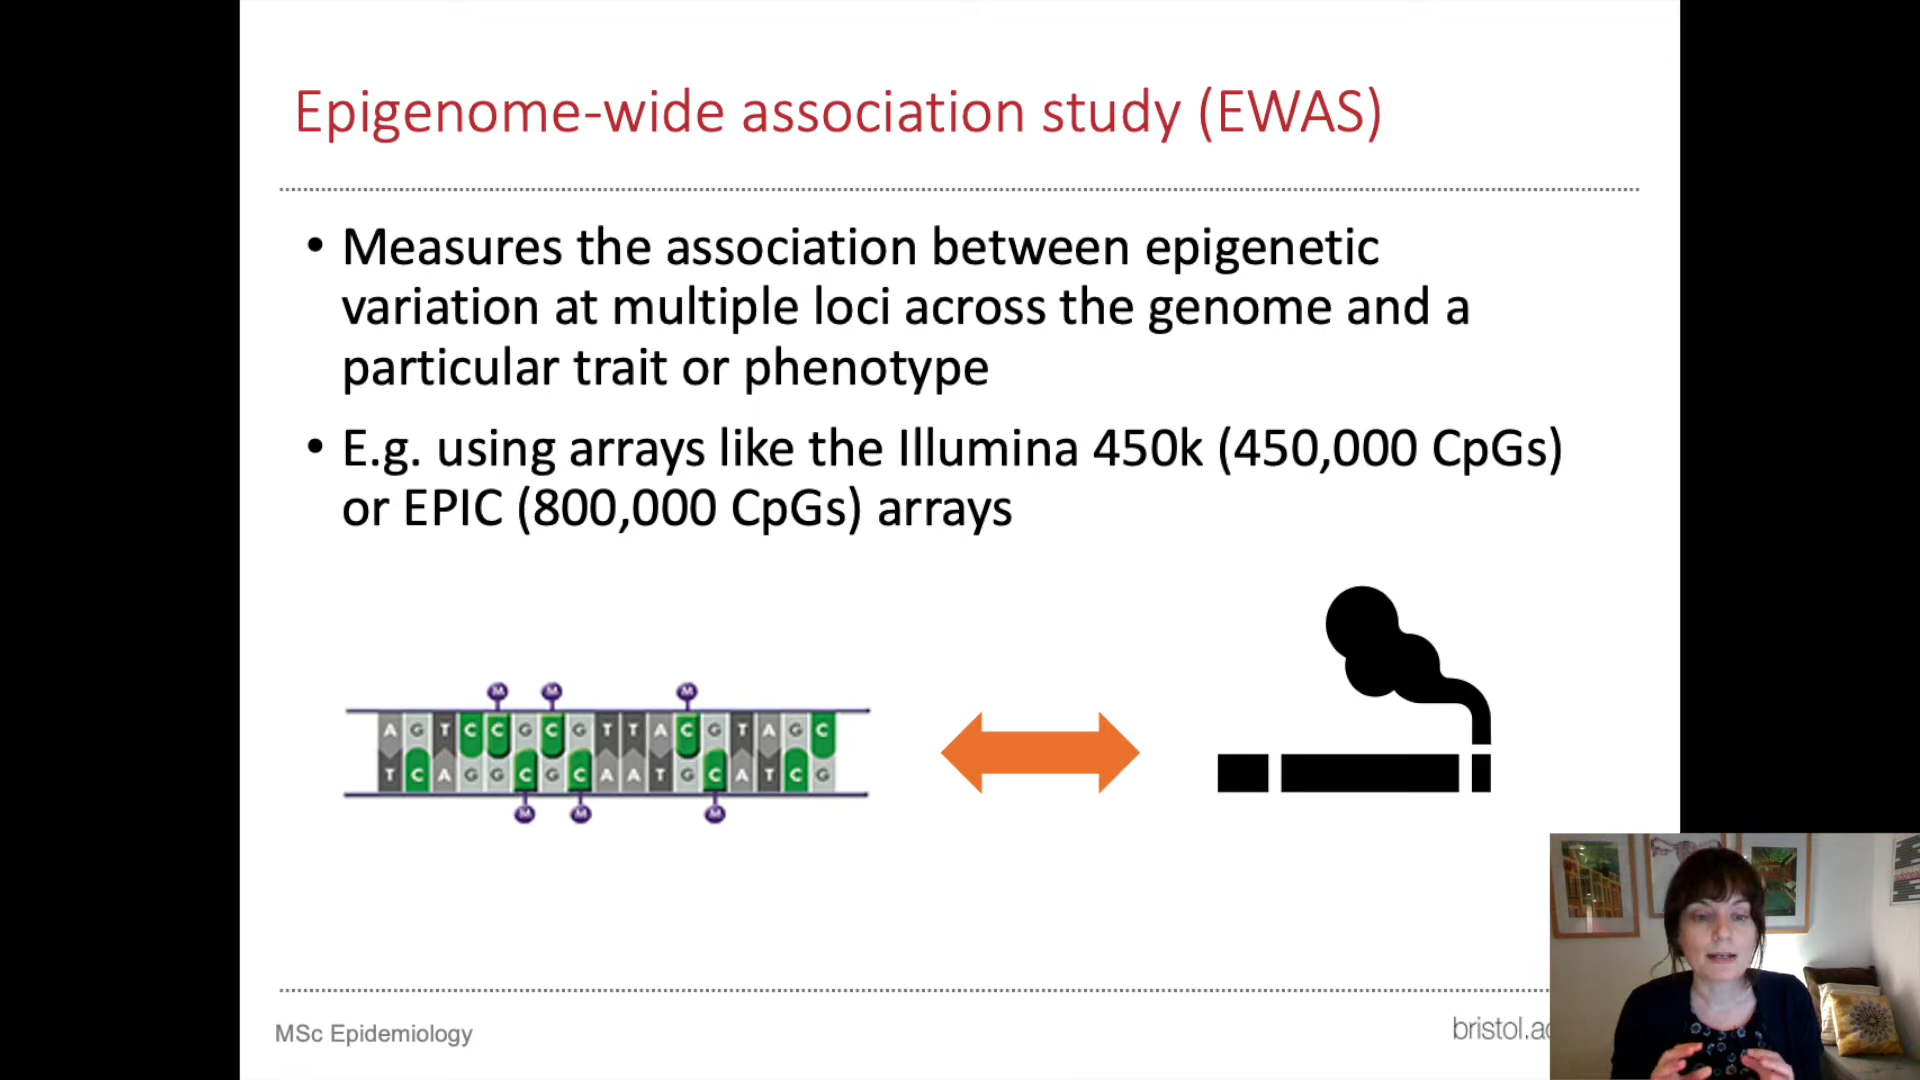 Epigenome-wide association study (EWAS)
• Measures the association between epigenetic
variation at multiple loci across the genome and a
particular trait or phenotype
• E.g. using arrays like the Illumina 450k (450,000 CpGs)
or EPIC (800,000 CpGs) arrays
M M M
A G T C C G C G T T A C G T A G C
T C A G G C G C A A T G C A T C G
M M M
MSc Epidemiology
bristol.ac